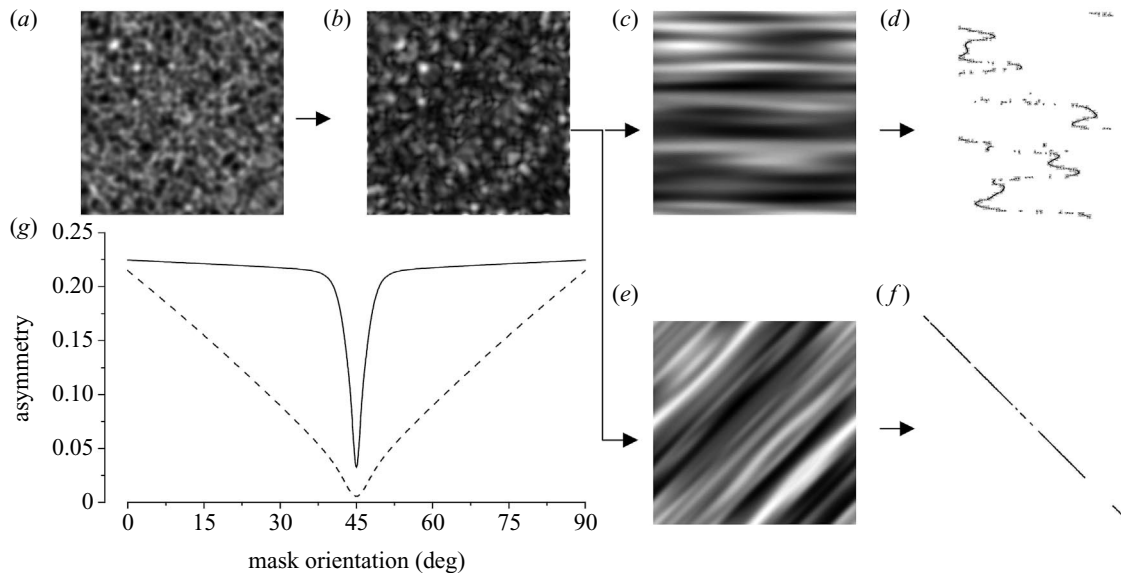 (a)
(b)
(c)
(d)
(g)
0.25
0.20
0.15
0.10
0.05
0
asymmetry
0 15 30 45 60 75 90
mask orientation (deg)
(e)
(f)